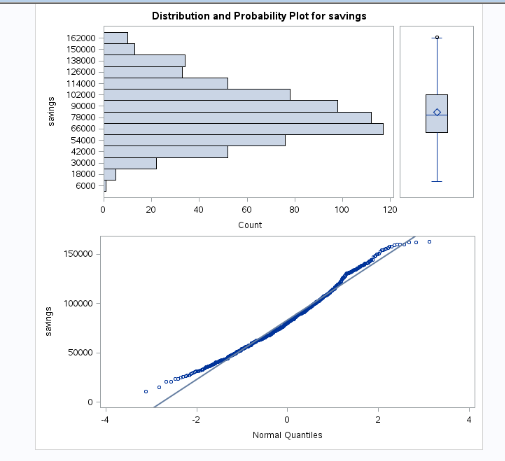 Distribution and Probability Plot for savings
162000
150000
138000
126000
114000
102000
90000
78000
66000
54000
42000
30000
18000
6000
savings
0 20 40 60 80 100 120
Count
150000
100000
50000
0
savings
-4 -2 0 2 4
Normal Quantiles